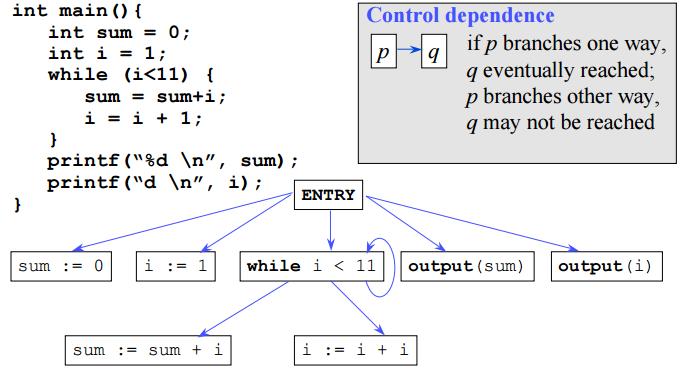 int main(){
int sum = 0;
int i = 1;
while (i<11) {
sum = sum+i;
i = i + 1;
}
printf(“%d \n”, sum);
printf(“d \n”, i);
}
Control dependence
p
q
if p branches one way,
q eventually reached;
p branches other way,
q may not be reached
ENTRY
sum := 0
i := 1
while i < 11
output(sum)
output(i)
sum := sum + i
i := i + i